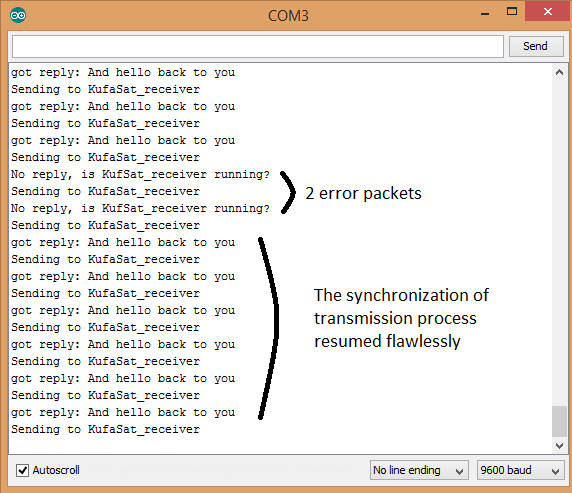 COM3
Send
got reply: And hello back to you
Sending to KufaSat_receiver
got reply: And hello back to you
Sending to KufaSat_receiver
got reply: And hello back to you
Sending to KufaSat_receiver
No reply, is KufSat_receiver running?
Sending to KufaSat_receiver
No reply, is KufSat_receiver running?
Sending to KufaSat_receiver
got reply: And hello back to you
Sending to KufaSat_receiver
got reply: And hello back to you
Sending to KufaSat_receiver
got reply: And hello back to you
Sending to KufaSat_receiver
got reply: And hello back to you
Sending to KufaSat_receiver
got reply: And hello back to you
Sending to KufaSat_receiver
got reply: And hello back to you
Sending to KufaSat_receiver
2 error packets
The synchronization of
transmission process
resumed flawlessly
Autoscroll
No line ending
9600 baud